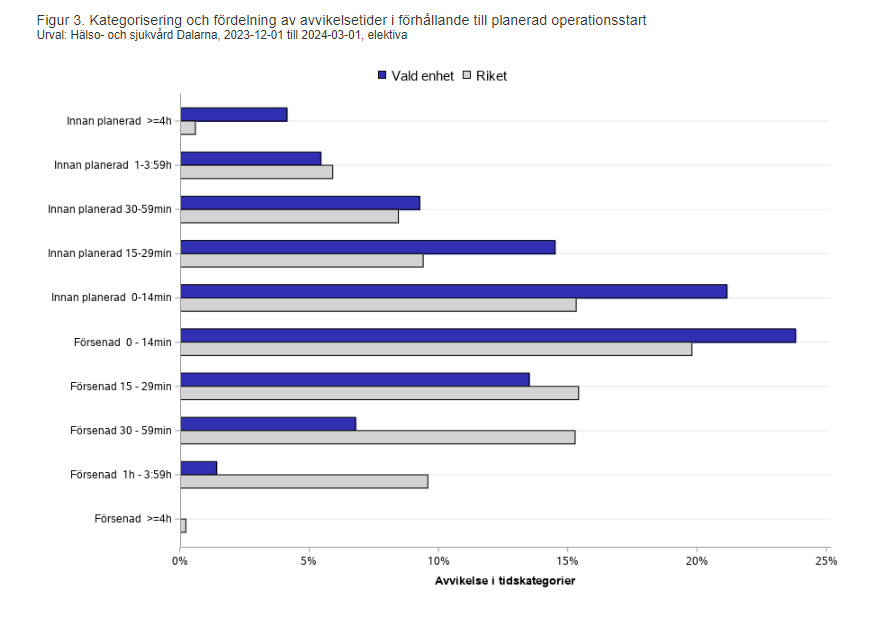 Figur 3. Kategorisering och fördelning av avvikelsetider i förhållande till planerad operationsstart
Urval: Hälso- och sjukvård Dalarna, 2023-12-01 till 2024-03-01, elektiva
Vald enhet Riket
Innan planerad >=4h
Innan planerad 1-3:59h
Innan planerad 30-59min
Innan planerad 15-29min
Innan planerad 0-14min
Försenad 0 - 14min
Försenad 15 - 29min
Försenad 30 - 59min
Försenad 1h - 3:59h
Försenad >=4h
0% 5% 10% 15% 20% 25%
Avvikelse i tidskategorier